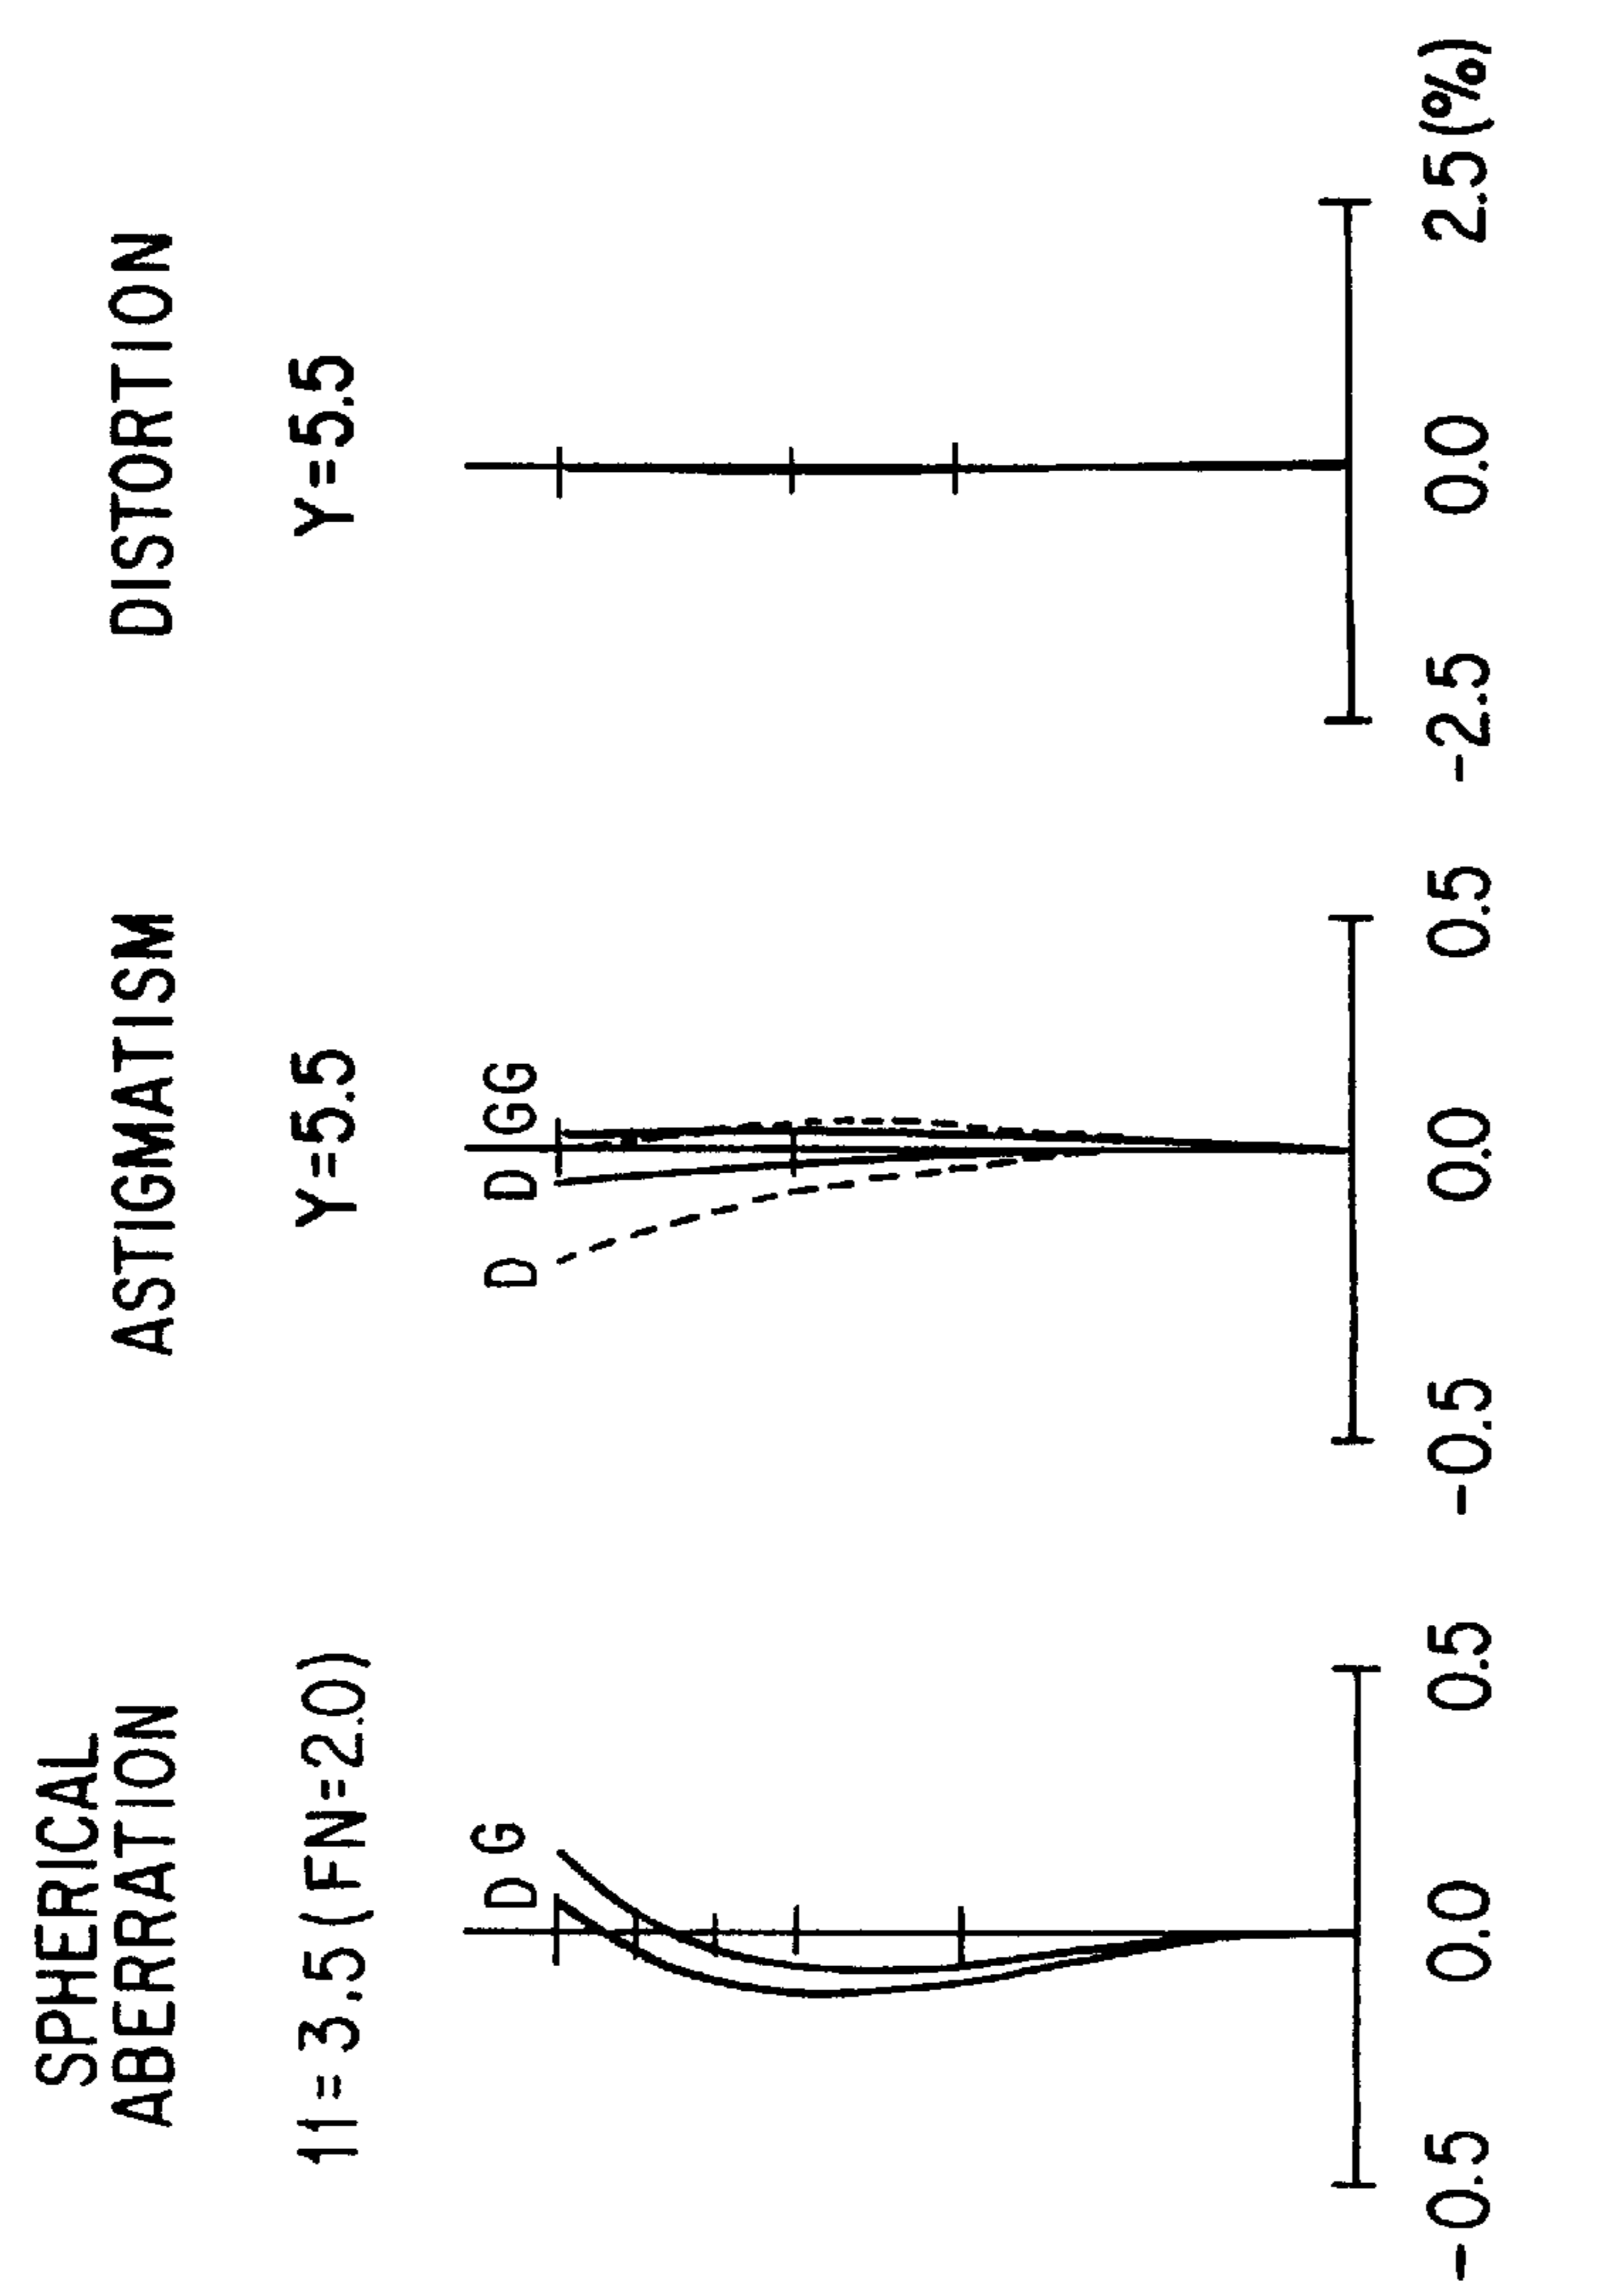 SPHERICAL
ABERRATION
11=3.5 (FN=2.0)
D G
-0.5 0.0 0.5
ASTIGMATISM
Y=5.5
D D GG
-0.5 0.0 0.5
DISTORTION
Y=5.5
-2.5 0.0 2.5(%)